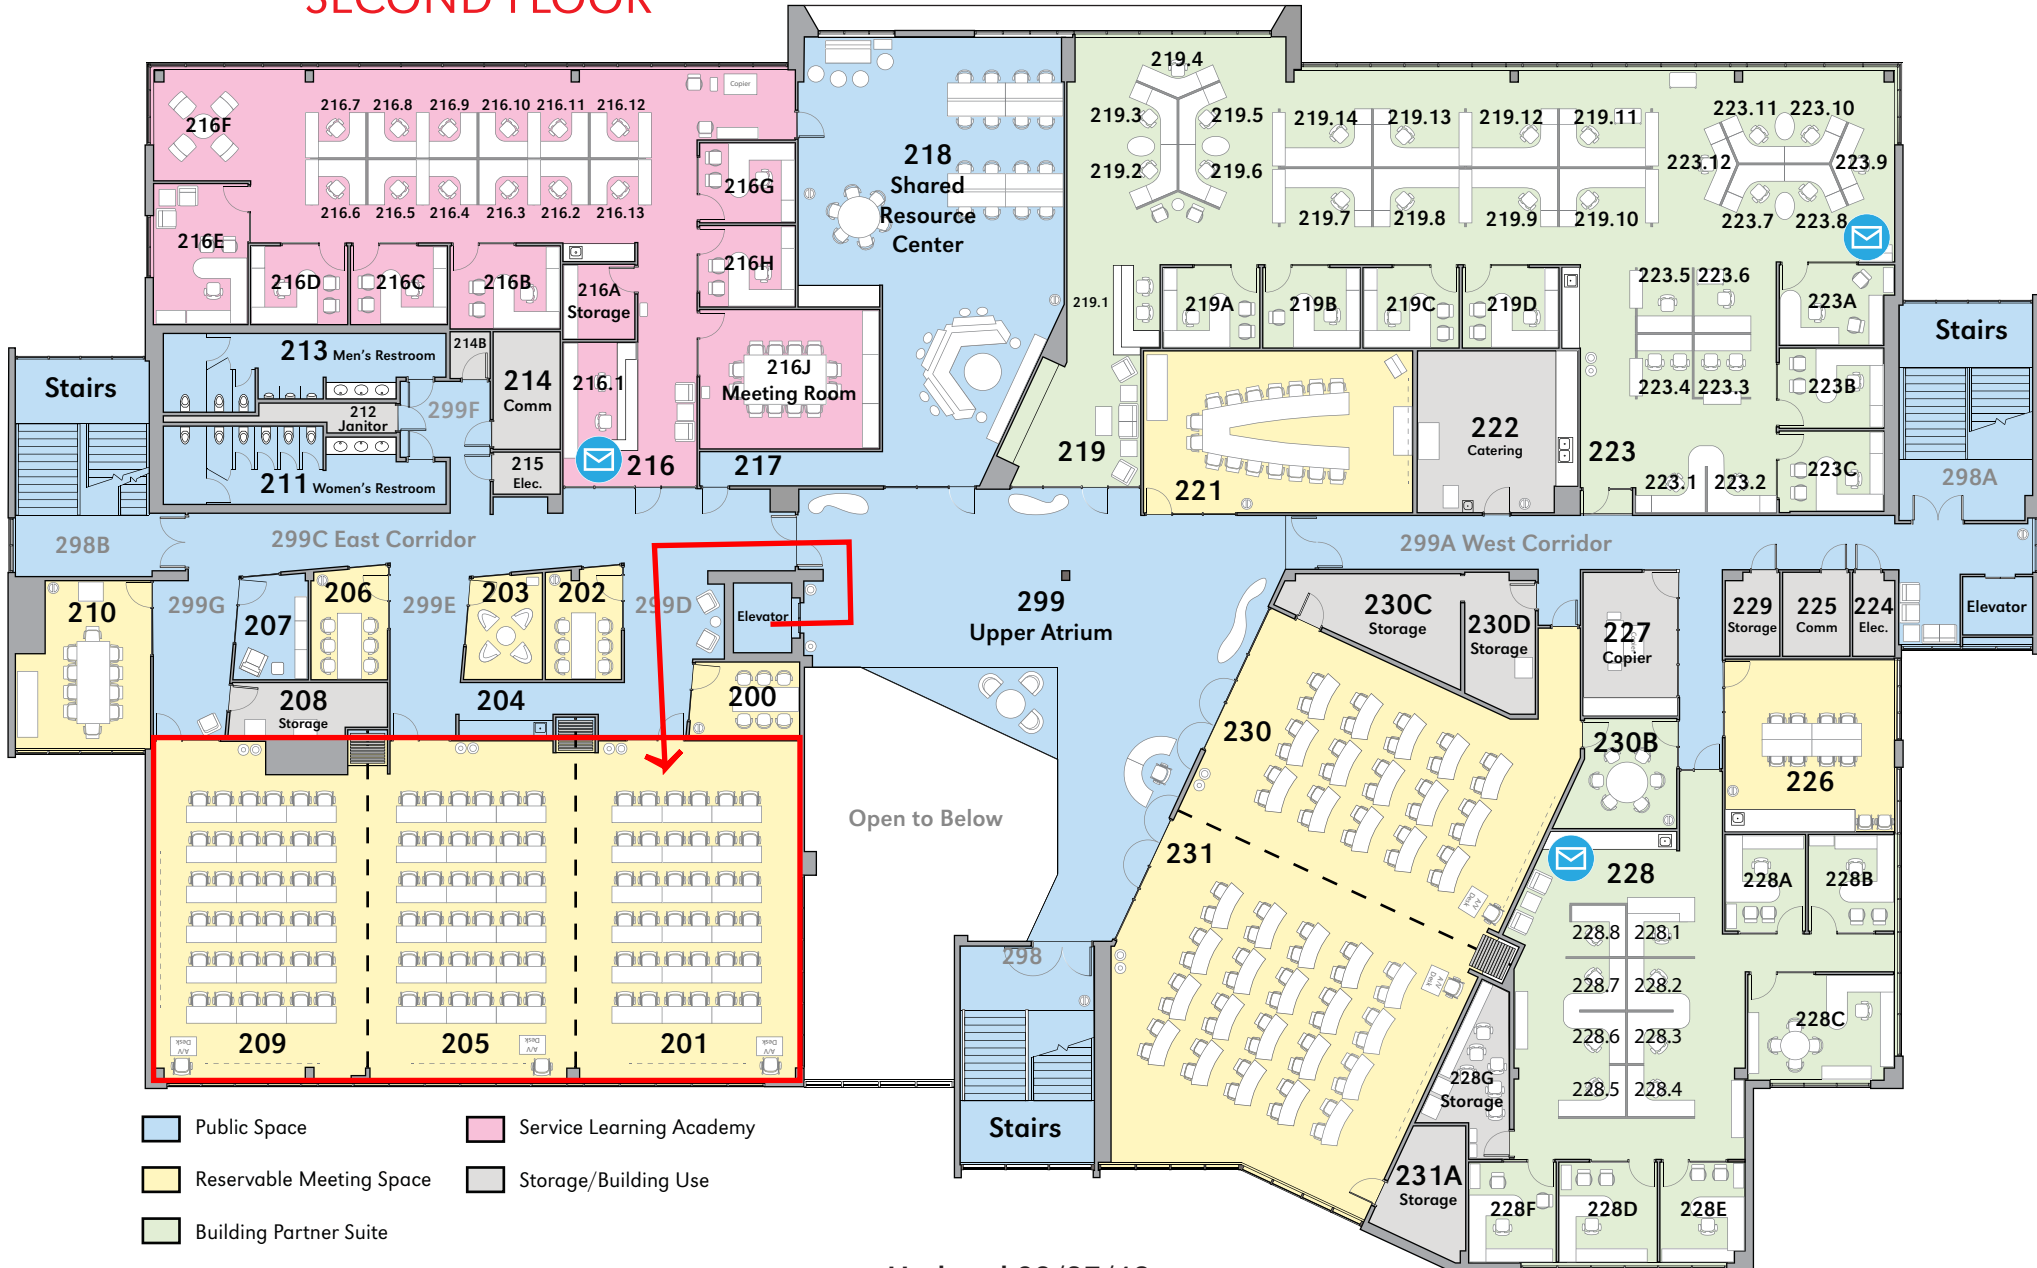 SECOND FLOOR
219.4
Copier
216.7 216.8 216.9 216.10 216.11 216.12
219.3 219.5 219.14 219.13 219.12 219.11 223.11 223.10
216F
218
Shared
Resource
Center
219.2 219.6 223.12 223.9
216G
216.6 216.5 216.4 216.3 216.2 216.13
219.7 219.8 219.9 219.10 223.7 223.8
216E
216H
216D 216C 216B
216A
Storage
219.1
219A 219B 219C 219D
223.5 223.6
223A
Stairs
213 Men's Restroom
214B
214
Comm
216.1
216J
Meeting Room
Stairs
223.4 223.3
223B
212
Janitor
299F
222
Catering
219
223
211 Women's Restroom
215
Elec.
216
217
221
223.1 223.2
223C
298A
298B
299C East Corridor
299A West Corridor
210
299G
207
206
299E
203
202
299D
Elevator
299
Upper Atrium
230C
Storage
230D
Storage
227
Copier
229
Storage
225
Comm
224
Elec.
Elevator
208
Storage
204
200
230
230B
226
Open to Below
231
228
228A
228B
A/V
Desk
228.8 228.1
298
A/V
Desk
228.7 228.2
228C
228.6 228.3
209
205
201
A/V
Desk
A/V
Desk
A/V
Desk
228G
Storage
228.5 228.4
Stairs
231A
Storage
228F
228D
228E
Public Space
Service Learning Academy
Reservable Meeting Space
Storage/Building Use
Building Partner Suite